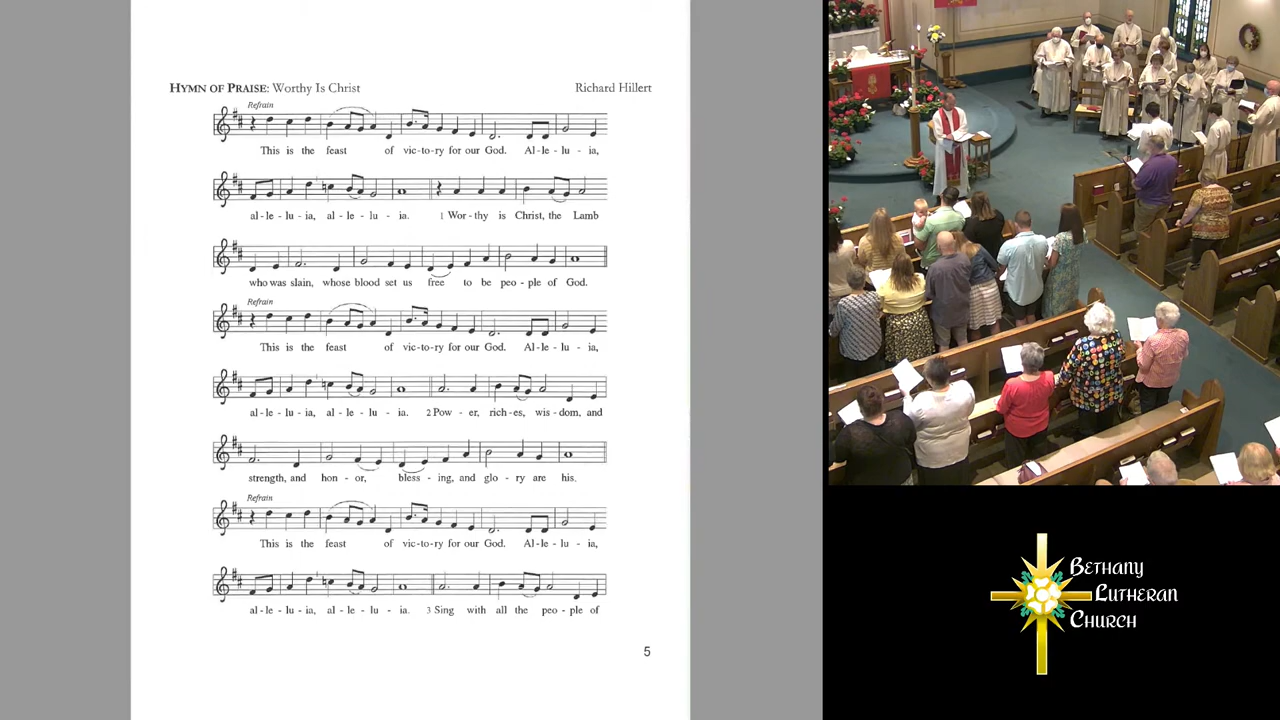 HYMN OF PRAISE: Worthy Is Christ Richard Hillert
Refrain
This is the feast of vic-to-ry for our God. Al-le-lu-ia,
al-le-lu-ia, al-le-lu-ia. 1 Wor-thy is Christ, the Lamb
who was slain, whose blood set us free to be peo-ple of God.
Refrain
This is the feast of vic-to-ry for our God. Al-le-lu-ia,
al-le-lu-ia, al-le-lu-ia. 2 Pow-er, rich-es, wis-dom, and
strength, and hon-or, bless-ing, and glo-ry are his.
Refrain
This is the feast of vic-to-ry for our God. Al-le-lu-ia,
al-le-lu-ia, al-le-lu-ia. 3 Sing with all the peo-ple of
5
BETHANY
LUTHERAN
CHURCH